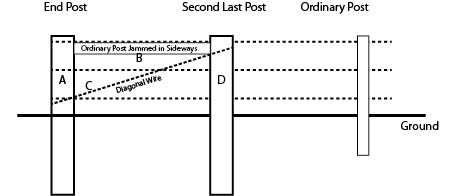 End Post Second Last Post Ordinary Post
Ordinary Post Jammed in Sideways
B
A
C
Diagonal Wire
D
Ground